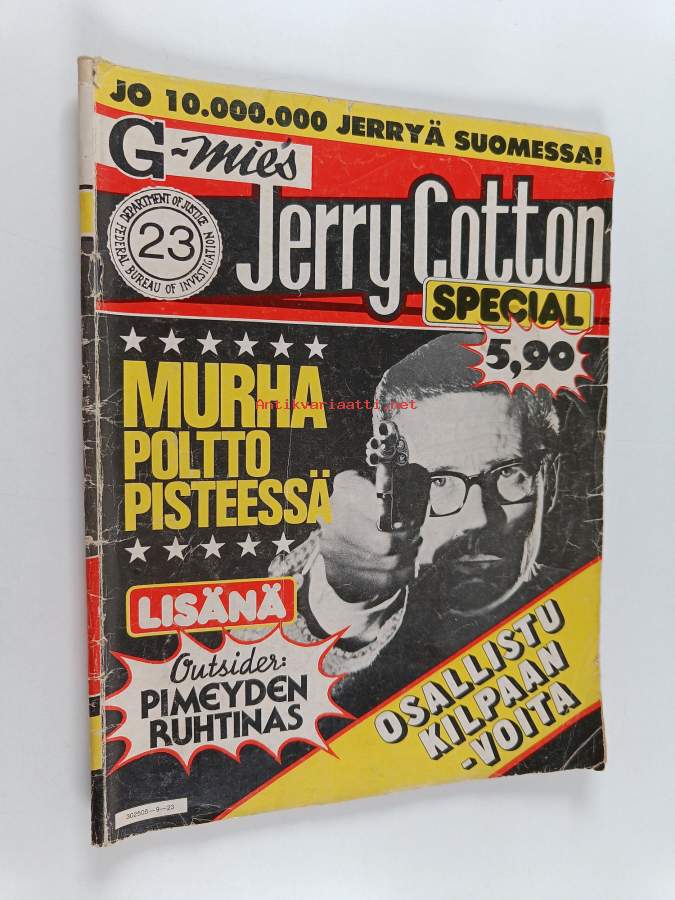 JO 10.000.000 JERRYÄ SUOMESSA!
G-mies
Jerry Cotton
DEPARTMENT OF JUSTICE
23
FEDERAL BUREAU OF INVESTIGATION
SPECIAL
5,90
MURHA
POLTTO
PISTEESSÄ
Antikvariaatti.net
LISÄNÄ
Outsider:
PIMEYDEN
RUHTINAS
OSALLISTU
KILPAAN
-VOITA
302505-9-23